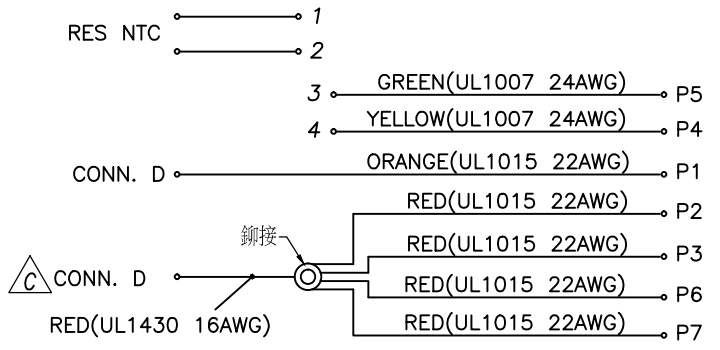 RES NTC
1
2
3 GREEN(UL1007 24AWG) P5
4 YELLOW(UL1007 24AWG) P4
CONN. D ORANGE(UL1015 22AWG) P1
RED(UL1015 22AWG) P2
鉚接
RED(UL1015 22AWG) P3
C CONN. D
RED(UL1015 22AWG) P6
RED(UL1430 16AWG)
RED(UL1015 22AWG) P7